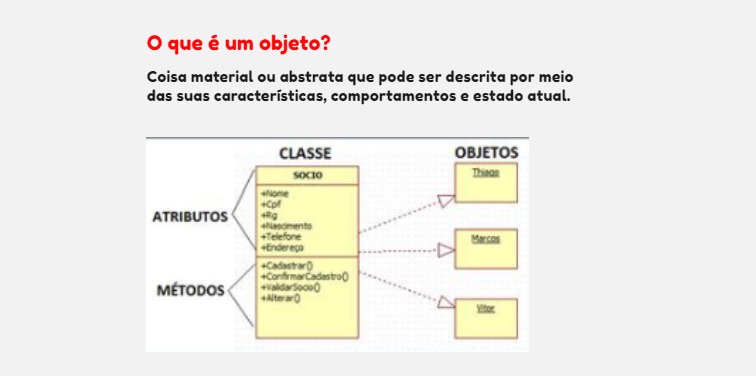 O que é um objeto?
Coisa material ou abstrata que pode ser descrita por meio
das suas características, comportamentos e estado atual.
CLASSE
OBJETOS
SOCIO
Thiago
ATRIBUTOS
+Nome
+Cpf
+Rg
+Nascimento
+Telefone
+Endereço
Marcos
MÉTODOS
+Cadastrar()
+ConfirmarCadastro()
+ValidarSocio()
+Alterar()
Vitor